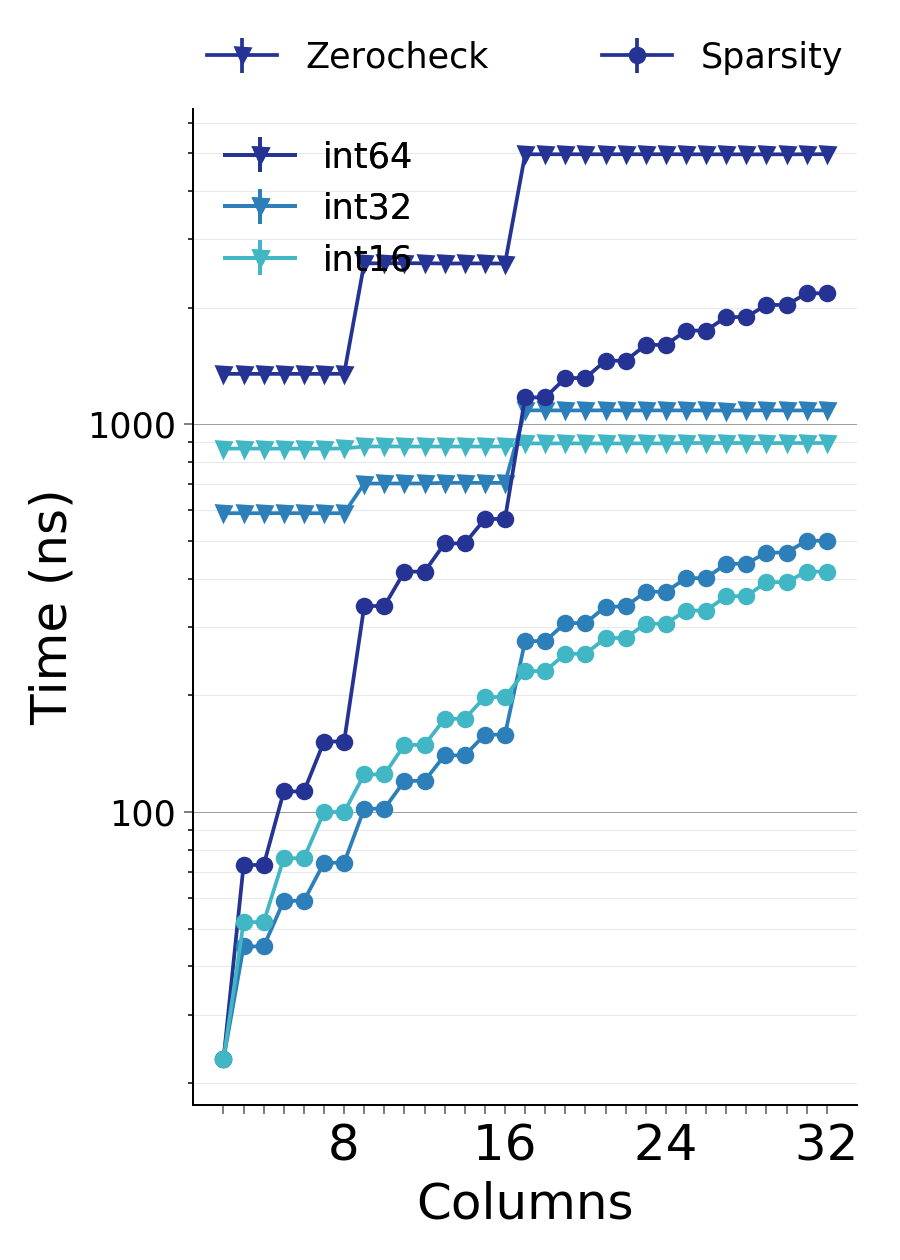 Zerocheck Sparsity
int64
int32
int16
1000
100
Time (ns)
8 16 24 32
Columns